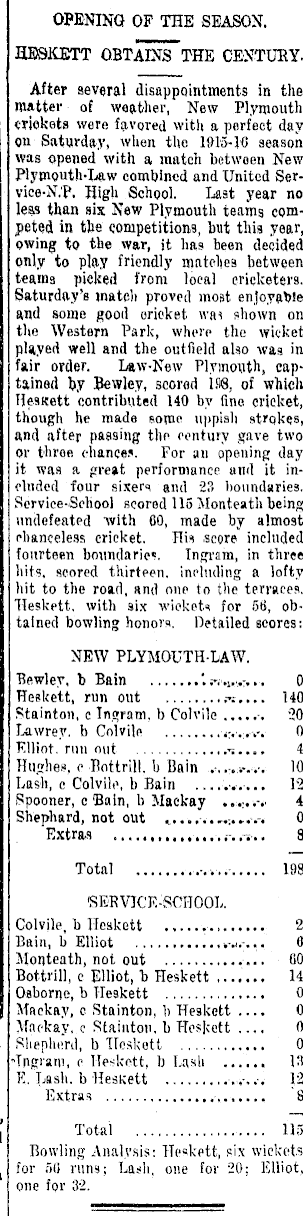 OPENING OF THE SEASON.
HESKETT OBTAINS THE CENTURY.
After several disappointments in the
matter of weather, New Plymouth
crickets were favored with a perfect day
on Saturday, when the 1915-16 season
was opened with a match between New
Plymouth-Law combined and United Ser-
vice-N.P. High School. Last year no
less than six New Plymouth teams com-
peted in the competitions, but this year,
owing to the war, it has been decided
only to play friendly matches between
teams picked from local cricketers.
Saturday's match proved most enjoyable
and some good cricket was shown on
the Western Park, where the wicket
played well and the outfield also was in
fair order. Law-New Plymouth, cap-
tained by Bewley, scored 198, of which
Heskett contributed 140 by fine cricket,
though he made some uppish strokes,
and after passing the century gave two
or three chances. For an opening day
it was a great performance and it in-
cluded four sixers and 23 boundaries.
Service-School scored 115 Monteath being
undefeated with 60, made by almost
chanceless cricket. His score included
fourteen boundaries. Ingram, in three
hits, scored thirteen, including a lofty
hit to the road, and one to the terraces.
Heskett, with six wickets for 56, ob-
tained bowling honors. Detailed scores:
NEW PLYMOUTH-LAW.
Bewley, b Bain .............. 0
Heskett, run out ............ 140
Stainton, c Ingram, b Colvile ...... 20
Lawrey, b Colvile ............ 0
Elliot, run out .............. 4
Hughes, c Bottrill, b Bain ......... 10
Lash, c Colvile, b Bain .......... 12
Spooner, c Bain, b Mackay ...... 4
Shephard, not out ............ 0
Extras .................. 8
Total .................. 198
SERVICE-SCHOOL.
Colvile, b Heskett ............. 2
Bain, b Elliot ................ 6
Monteath, not out ............. 60
Bottrill, c Elliot, b Heskett ....... 14
Osborne, b Heskett ............ 0
Mackay, c Stainton, b Heskett .... 0
Mackay, c Stainton, b Heskett .... 0
Shepherd, b Heskett ........... 0
Ingram, c Heskett, b Lash ...... 13
E. Lash, b Heskett ............ 12
Extras .................. 8
Total .................. 115
Bowling Analysis: Heskett, six wickets
for 56 runs; Lash, one for 20; Elliot,
one for 32.